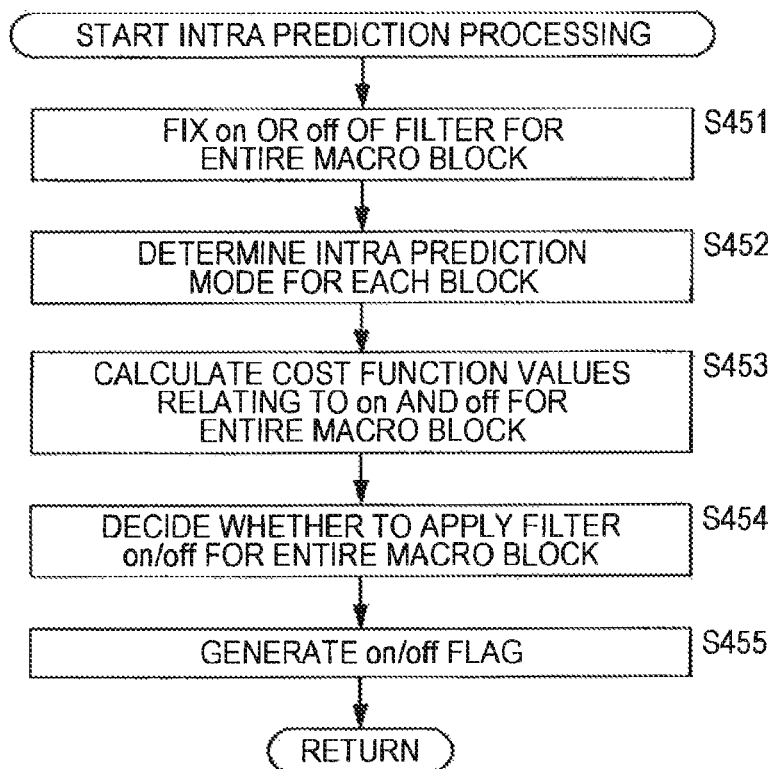 START INTRA PREDICTION PROCESSING
FIX on OR off OF FILTER FOR
ENTIRE MACRO BLOCK
S451
DETERMINE INTRA PREDICTION
MODE FOR EACH BLOCK
S452
CALCULATE COST FUNCTION VALUES
RELATING TO on AND off FOR
ENTIRE MACRO BLOCK
S453
DECIDE WHETHER TO APPLY FILTER
on/off FOR ENTIRE MACRO BLOCK
S454
GENERATE on/off FLAG
S455
RETURN